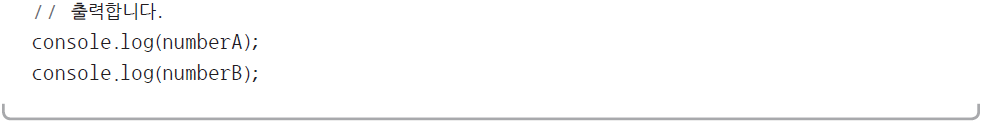 // 출력합니다.
console.log(numberA);
console.log(numberB);